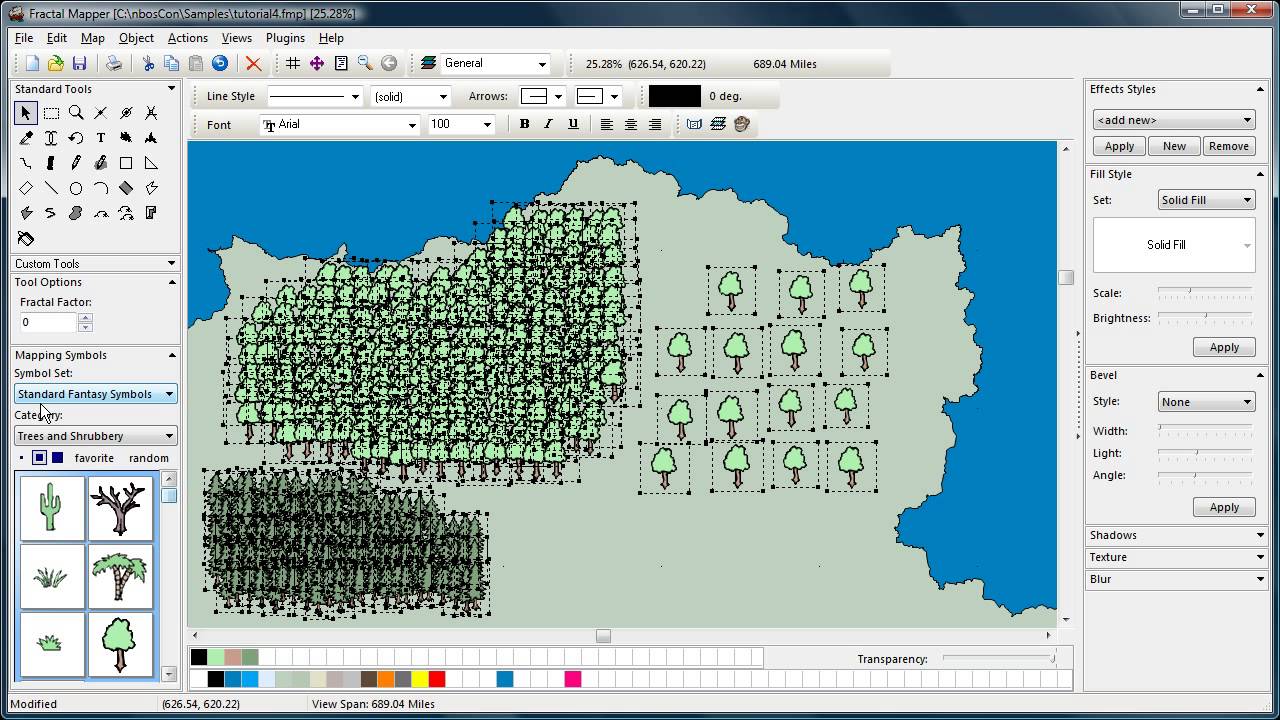 Fractal Mapper [C:\nbosCon\Samples\tutorial4.fmp] [25.28%]
File Edit Map Object Actions Views Plugins Help
General 25.28% (626.54, 620.22) 689.04 Miles
Standard Tools
Line Style (solid) Arrows: 0 deg.
Font Arial 100 B I U
Custom Tools
Tool Options
Fractal Factor:
0
Mapping Symbols
Symbol Set:
Standard Fantasy Symbols
Category:
Trees and Shrubbery
favorite random
Effects Styles
<add new>
Apply New Remove
Fill Style
Set: Solid Fill
Solid Fill
Scale:
Brightness:
Apply
Bevel
Style: None
Width:
Light:
Angle:
Apply
Shadows
Texture
Blur
Transparency:
Modified (626.54, 620.22) View Span: 689.04 Miles